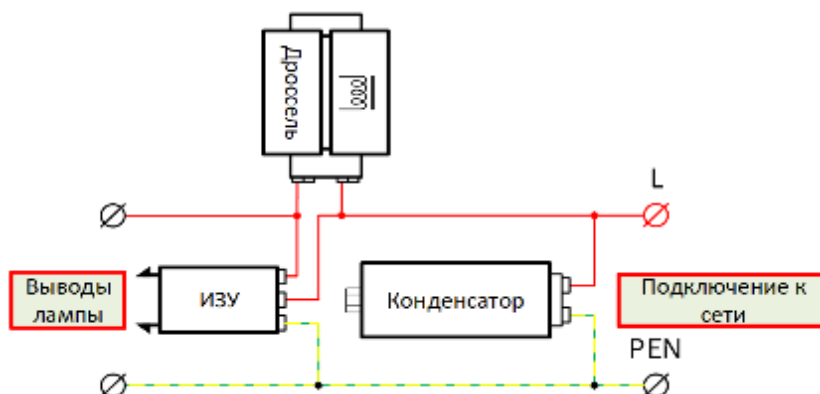 Дроссель
L
Выводы
лампы
ИЗУ
Конденсатор
Подключение к
сети
PEN